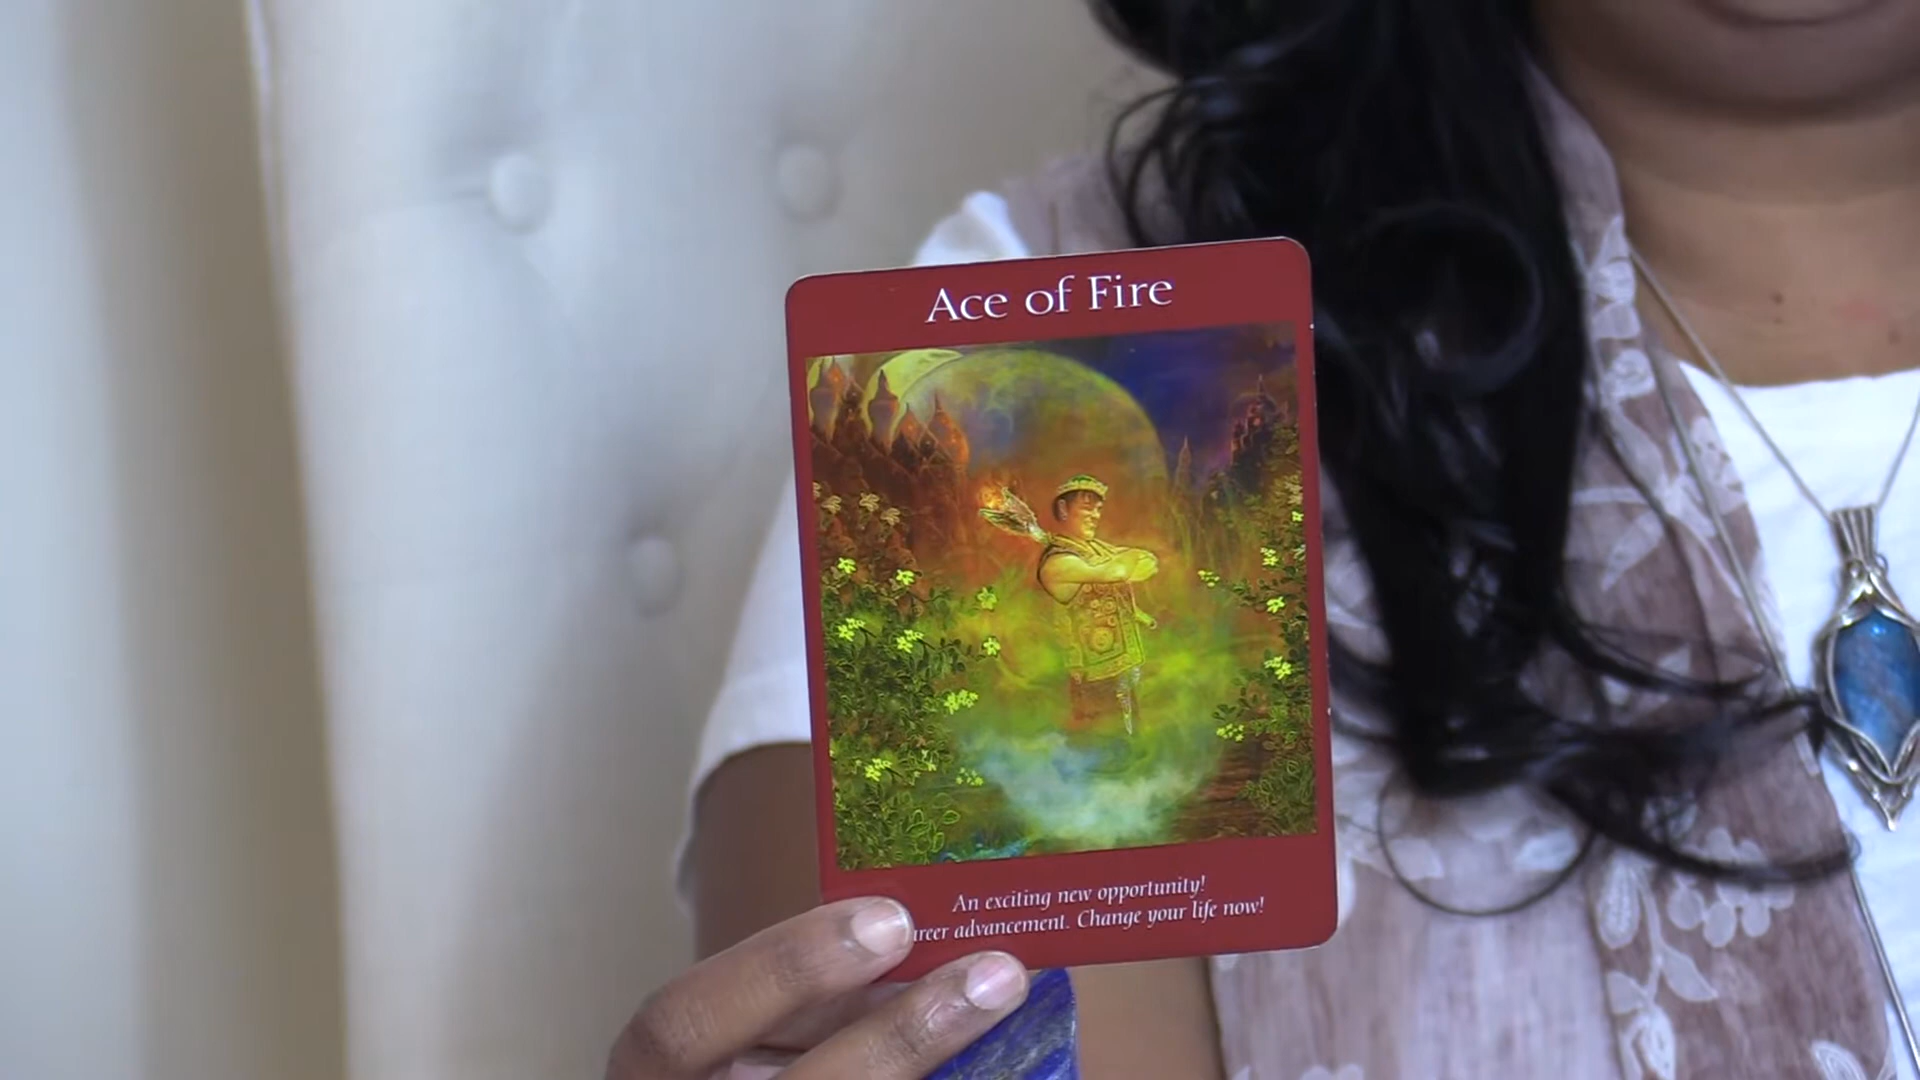 Ace of Fire
An exciting new opportunity!
advancement. Change your life now!